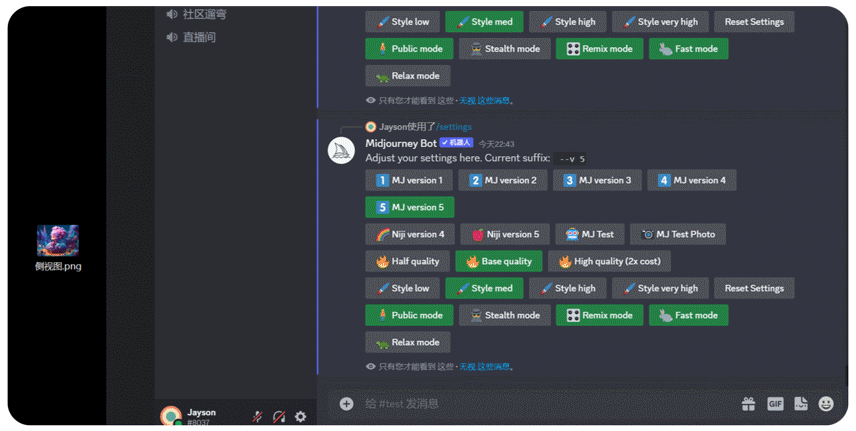 社区遛弯
直播间
Style low Style med Style high Style very high Reset Settings
Public mode Stealth mode Remix mode Fast mode
Relax mode
只有您才能看到 这些 · 无视 这些消息。
Jayson使用了/settings
Midjourney Bot ✓ 机器人 今天22:43
Adjust your settings here. Current suffix: --v 5
1 MJ version 1 2 MJ version 2 3 MJ version 3 4 MJ version 4
5 MJ version 5
Niji version 4 Niji version 5 MJ Test MJ Test Photo
Half quality Base quality High quality (2x cost)
Style low Style med Style high Style very high Reset Settings
Public mode Stealth mode Remix mode Fast mode
Relax mode
只有您才能看到 这些 · 无视 这些消息。
侧视图.png
Jayson
#8037
给 #test 发消息
GIF